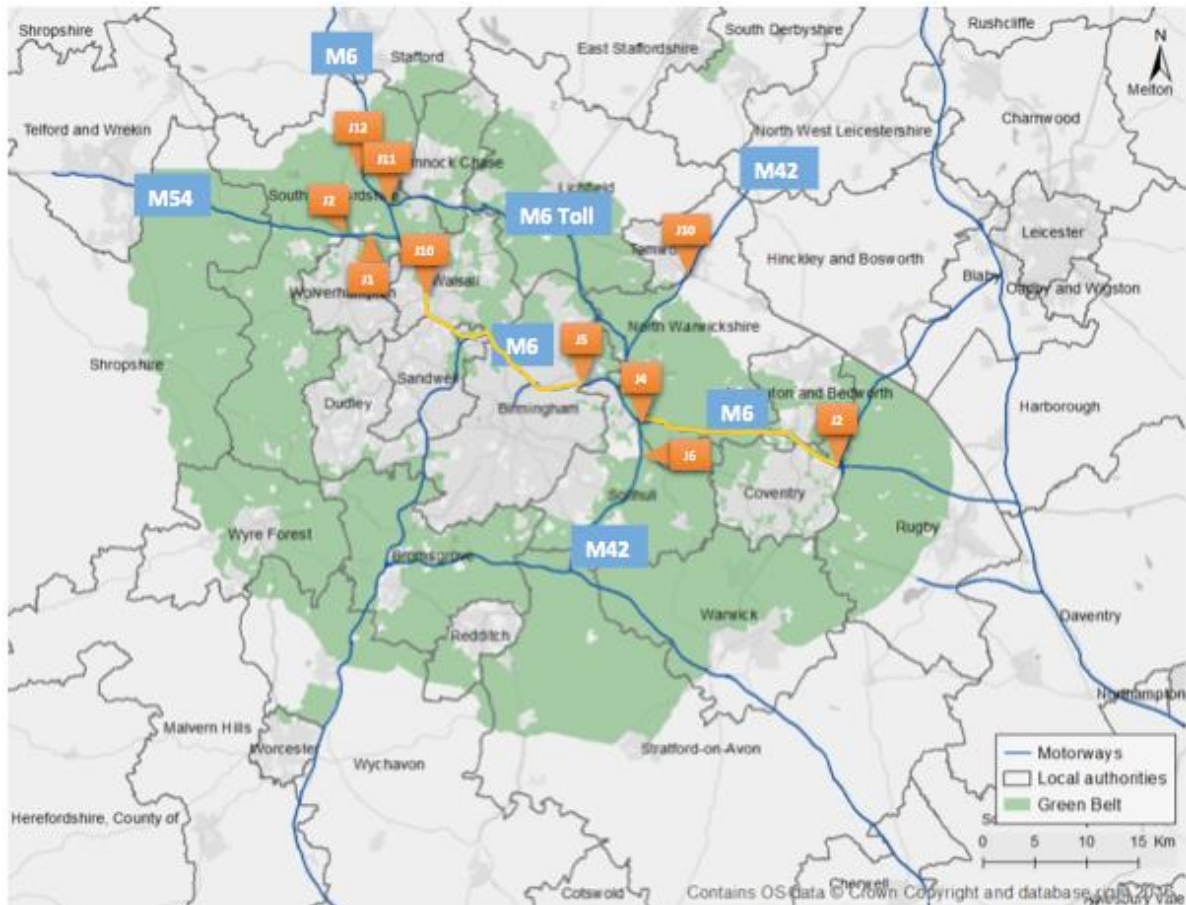 Shropshire
M6
Stafford
East Staffordshire
South Derbyshire
Rushcliffe
N
Melton
Telford and Wrekin
J12
J11
nnock Chase
North West Leicestershire
Charnwood
M54
South
rdshire
J2
Lichfield
M6 Toll
M42
J10
J10
Leicester
J1
Wolverhampton
Walsall
Hinckley and Bosworth
Blaby
Oadby and Wigston
North Warwickshire
Shropshire
M6
J5
Sandwell
J4
Dudley
Birmingham
M6
ton and Bedworth
J2
Harborough
J6
Solihull
Coventry
Wyre Forest
M42
Rugby
Bromsgrove
Redditch
Warwick
Daventry
Northampton
Malvern Hills
Worcester
Wychavon
Stratford-on-Avon
Motorways
Local authorities
Green Belt
Herefordshire, County of
0 5 10 15 Km
Cotswold
Cherwell
Contains OS data © Crown Copyright and database right